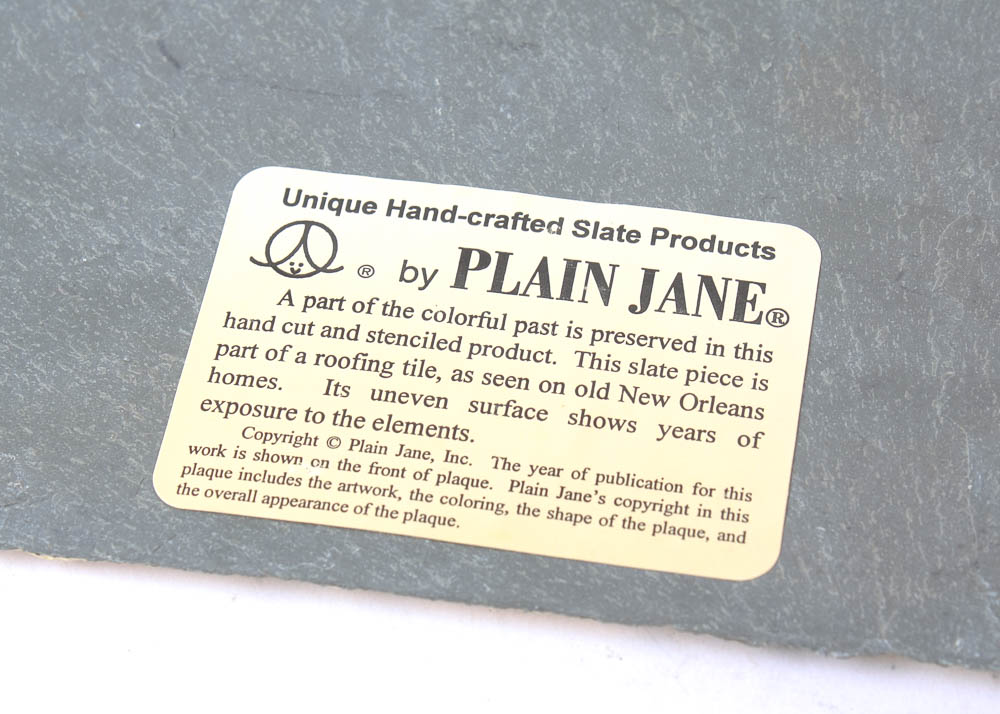 Unique Hand-crafted Slate Products
® by PLAIN JANE®
A part of the colorful past is preserved in this
hand cut and stenciled product. This slate piece is
part of a roofing tile, as seen on old New Orleans
homes. Its uneven surface shows years of
exposure to the elements.
Copyright © Plain Jane, Inc. The year of publication for this
work is shown on the front of plaque. Plain Jane's copyright in this
plaque includes the artwork, the coloring, the shape of the plaque, and
the overall appearance of the plaque.